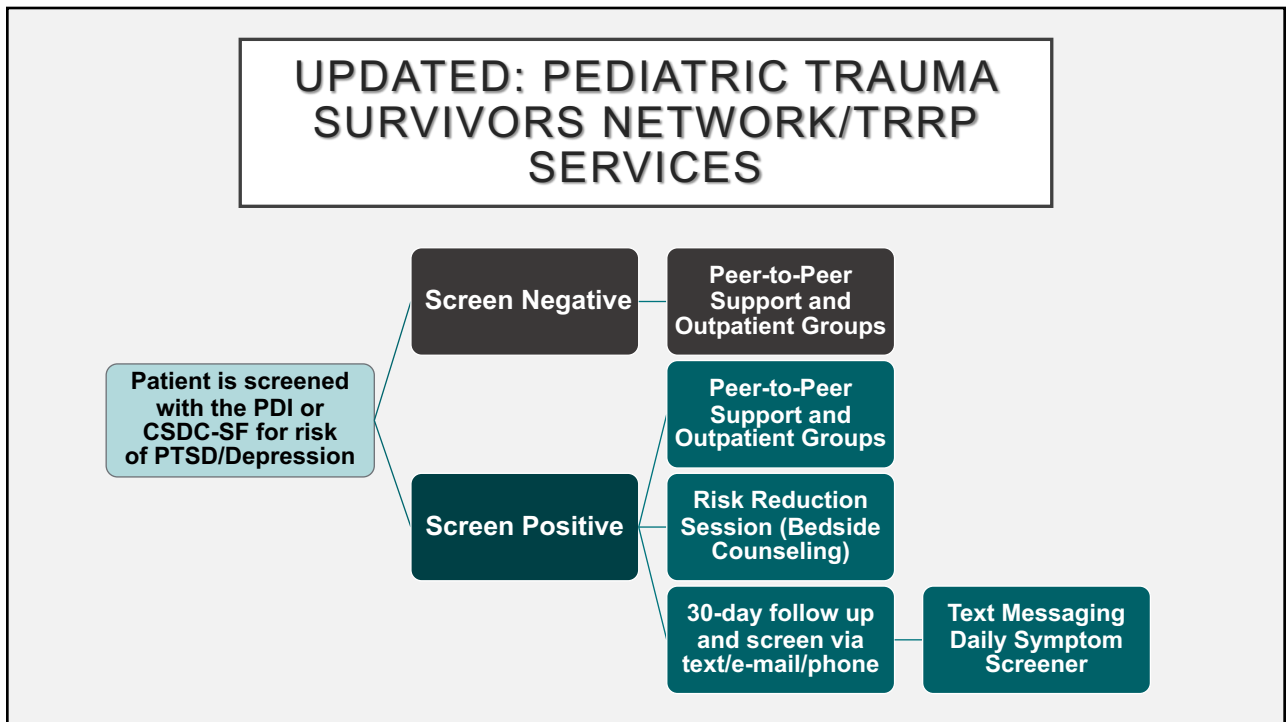 UPDATED: PEDIATRIC TRAUMA
SURVIVORS NETWORK/TRRP
SERVICES
Patient is screened
with the PDI or
CSDC-SF for risk
of PTSD/Depression
Screen Negative
Peer-to-Peer
Support and
Outpatient Groups
Screen Positive
Peer-to-Peer
Support and
Outpatient Groups
Risk Reduction
Session (Bedside
Counseling)
30-day follow up
and screen via
text/e-mail/phone
Text Messaging
Daily Symptom
Screener